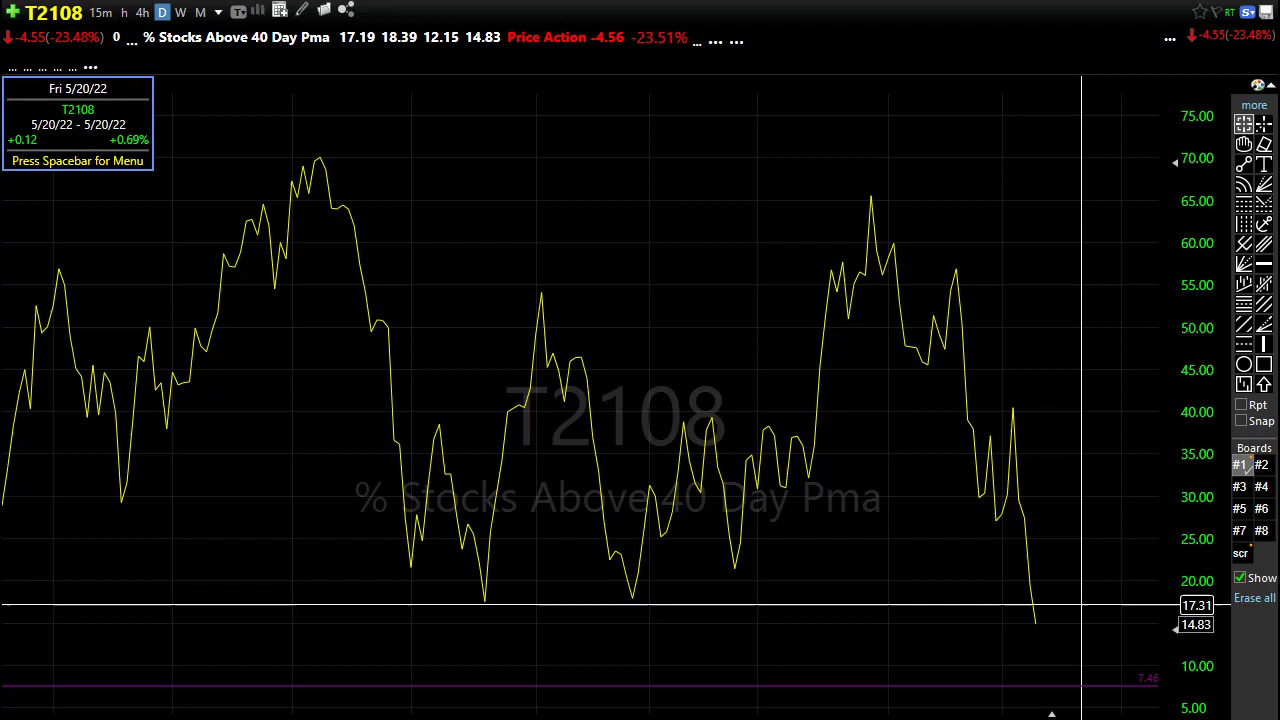 T2108 15m h 4h D W M T RT S
-4.55(-23.48%) 0 ... % Stocks Above 40 Day Pma 17.19 18.39 12.15 14.83 Price Action -4.56 -23.51% ... ... ... ... -4.55(-23.48%)
... ... ... ... ... ...
Fri 5/20/22
T2108
5/20/22 - 5/20/22
+0.12 +0.69%
Press Spacebar for Menu
T2108
% Stocks Above 40 Day Pma
75.00
70.00
65.00
60.00
55.00
50.00
45.00
40.00
35.00
30.00
25.00
20.00
17.31
14.83
10.00
7.46
5.00
more
Rpt
Snap
Boards
#1 #2
#3 #4
#5 #6
#7 #8
scr
Show
Erase all